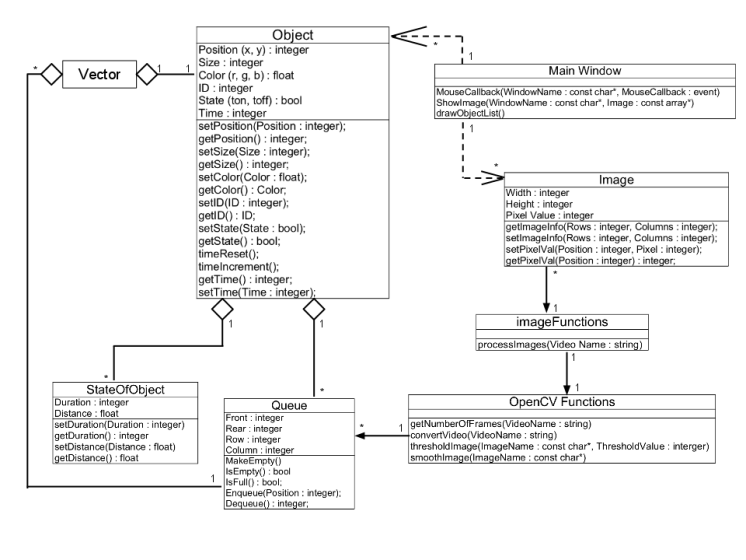 Object
Position (x, y) : integer
Size : integer
Color (r, g, b) : float
ID : integer
State (ton, toff) : bool
Time : integer
setPosition(Position : integer);
getPosition() : integer;
setSize(Size : integer);
getSize() : integer;
setColor(Color : float);
getColor() : Color;
setID(ID : integer);
getID() : ID;
setState(State : bool);
getState() : bool;
timeReset();
timeIncrement();
getTime() : integer;
setTime(Time : integer);
* Vector 1 1
*
Main Window
MouseCallback(WindowName : const char*, MouseCallback : event)
ShowImage(WindowName : const char*, Image : const array*)
drawObjectList()
1
1
*
Image
Width : integer
Height : integer
Pixel Value : integer
getImageInfo(Rows : integer, Columns : integer);
setImageInfo(Rows : integer, Columns : integer);
setPixelVal(Position : integer, Pixel : integer);
getPixelVal(Position : integer) : integer;
*
1
imageFunctions
processImages(Video Name : string)
1
1
OpenCV Functions
getNumberOfFrames(VideoName : string)
convertVideo(VideoName : string)
thresholdImage(ImageName : const char*, ThresholdValue : interger)
smoothImage(ImageName : const char*)
1
*
1
*
StateOfObject
Duration : integer
Distance : float
setDuration(Duration : integer)
getDuration() : integer
setDistance(Distance : float)
getDistance() : float
1
*
Queue
Front : integer
Rear : integer
Row : integer
Column : integer
MakeEmpty()
IsEmpty() : bool
IsFull() : bool;
Enqueue(Position : integer);
Dequeue() : integer;
1